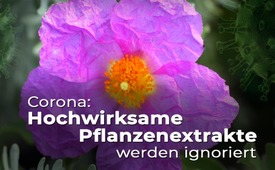 Corona:
Hochwirksame
Pflanzenextrakte
werden ignoriert